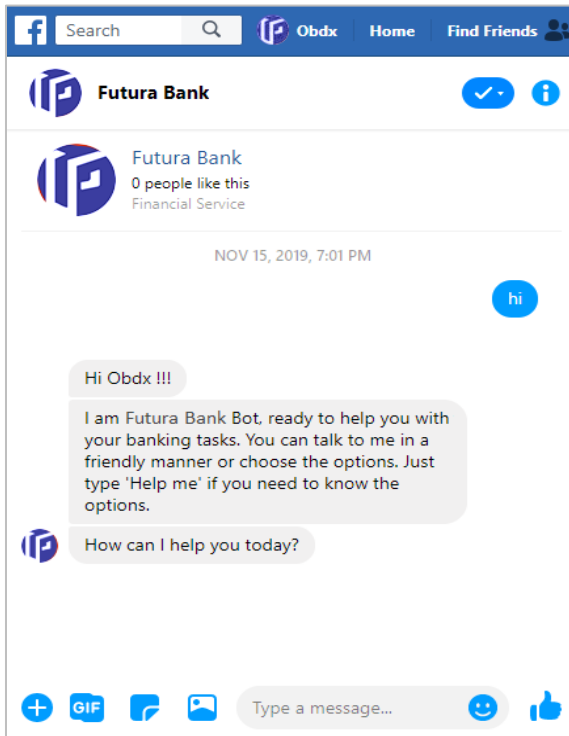 f Search Obdx Home Find Friends
Futura Bank
Futura Bank
0 people like this
Financial Service
NOV 15, 2019, 7:01 PM
hi
Hi Obdx !!!
I am Futura Bank Bot, ready to help you with
your banking tasks. You can talk to me in a
friendly manner or choose the options. Just
type 'Help me' if you need to know the
options.
How can I help you today?
GIF Type a message...